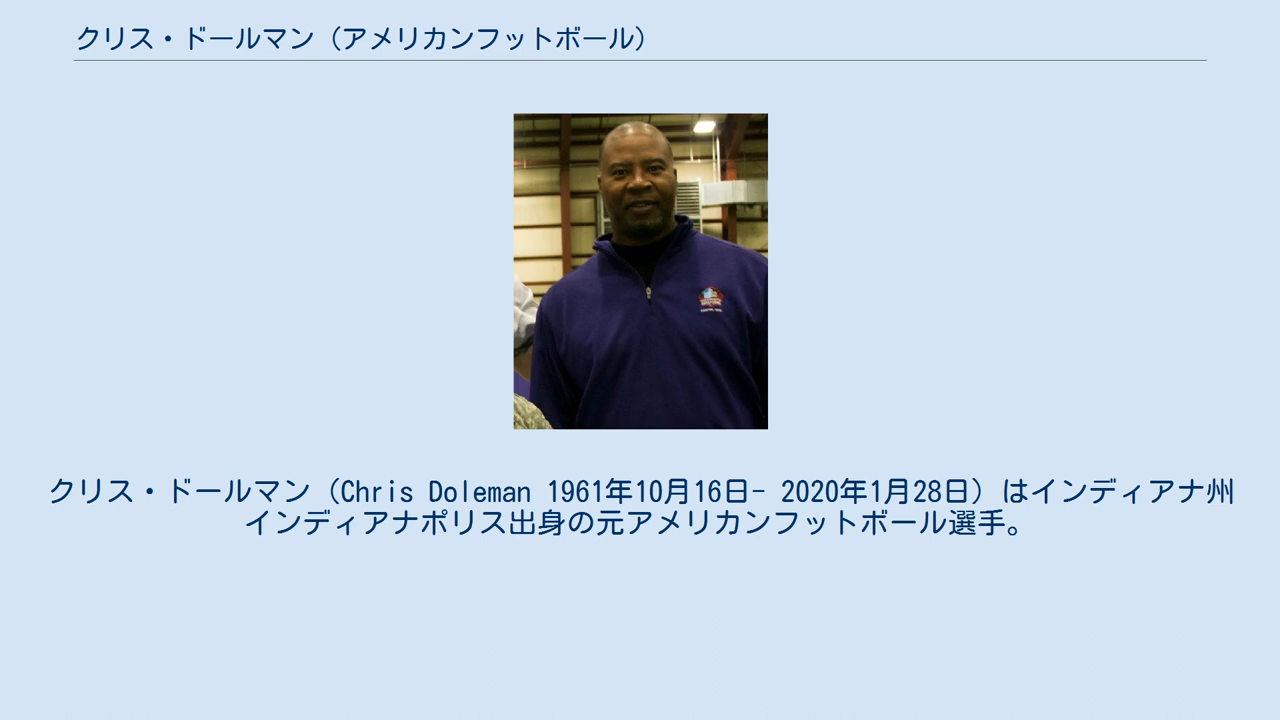 クリス・ドールマン（アメリカンフットボール）
クリス・ドールマン（Chris Doleman 1961年10月16日- 2020年1月28日）はインディアナ州
インディアナポリス出身の元アメリカンフットボール選手。